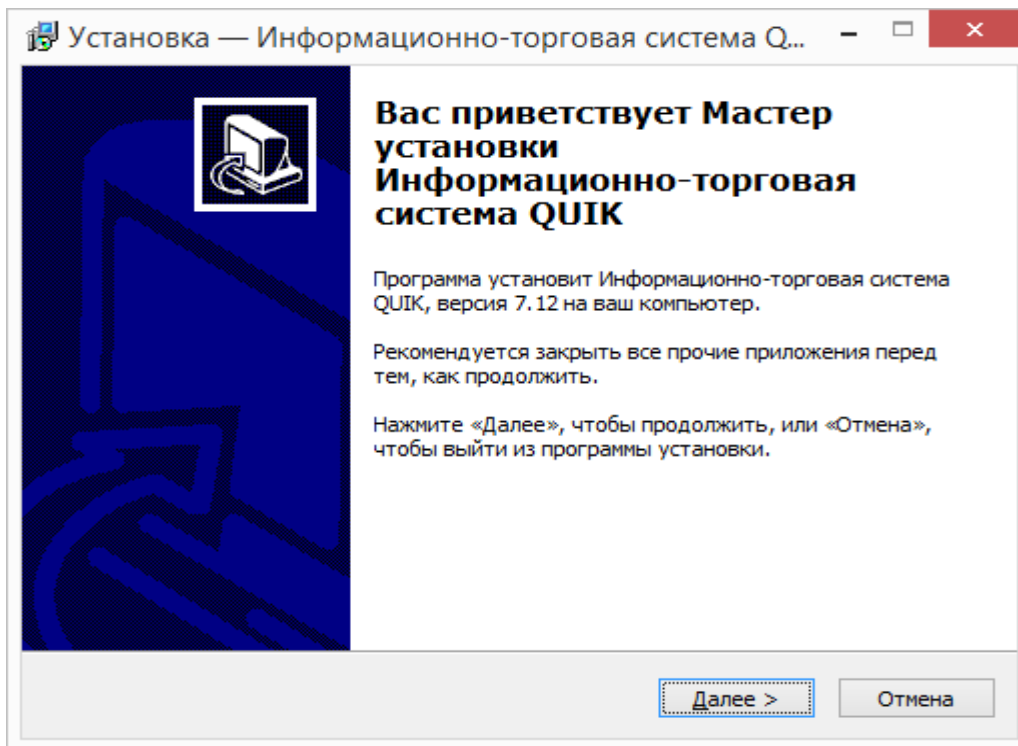 Установка — Информационно-торговая система Q...
Вас приветствует Мастер
установки
Информационно-торговая
система QUIK
Программа установит Информационно-торговая система
QUIK, версия 7.12 на ваш компьютер.
Рекомендуется закрыть все прочие приложения перед
тем, как продолжить.
Нажмите «Далее», чтобы продолжить, или «Отмена»,
чтобы выйти из программы установки.
Далее >
Отмена